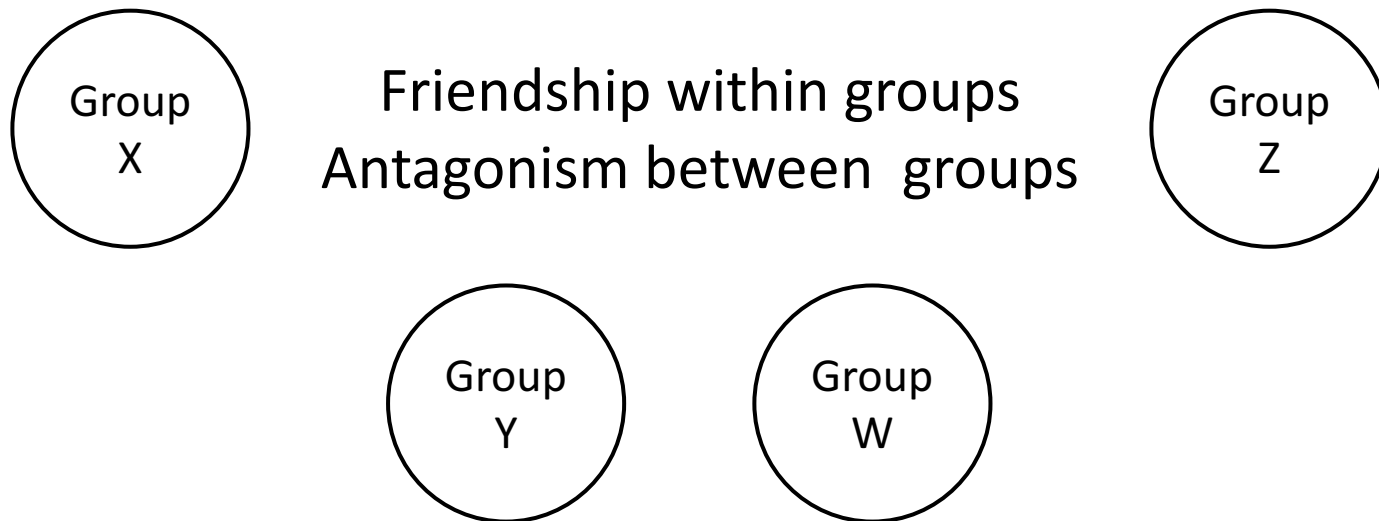 Group
X
Friendship within groups
Antagonism between  groups
Group
Z
Group
Y
Group
W